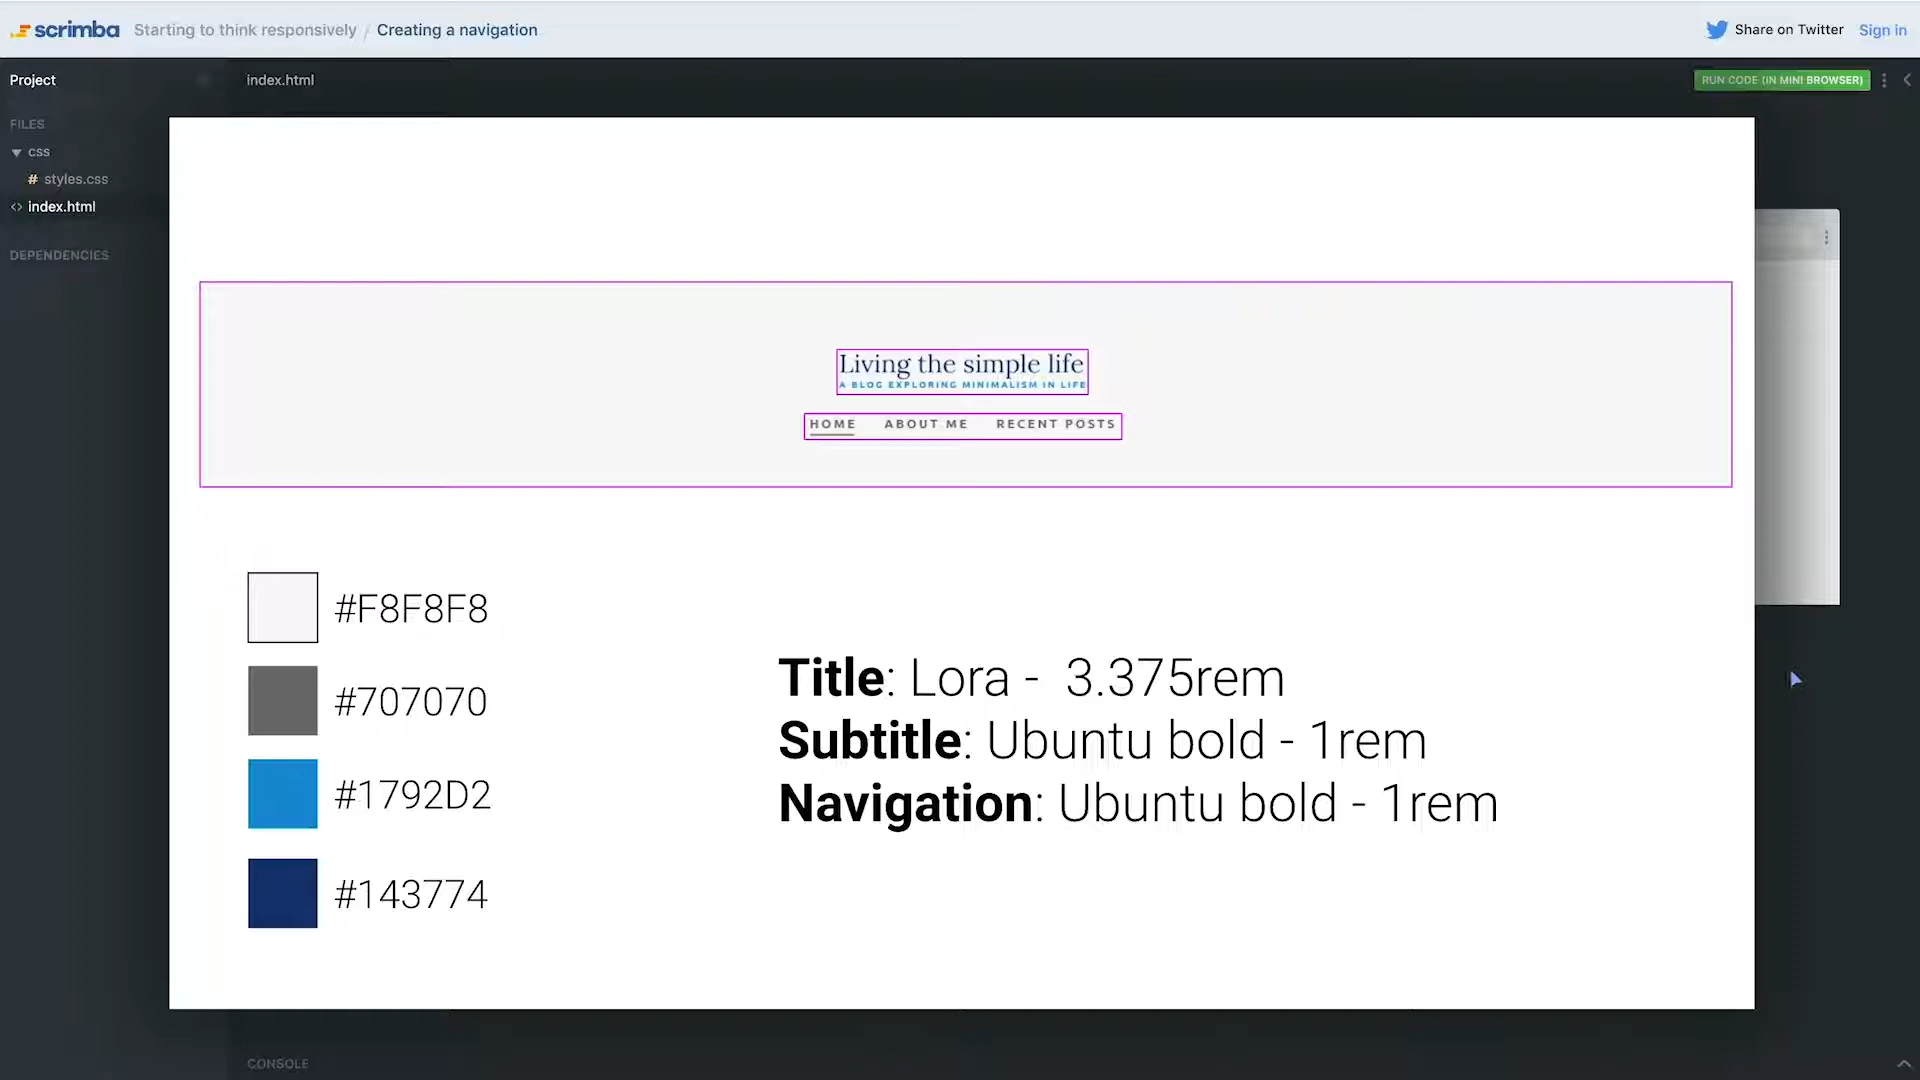 scrimba Starting to think responsively / Creating a navigation Share on Twitter Sign in
Project index.html RUN CODE (IN MINI BROWSER)
FILES
css
# styles.css
<> index.html
DEPENDENCIES
Living the simple life
A BLOG EXPLORING MINIMALISM IN LIFE
HOME ABOUT ME RECENT POSTS
#F8F8F8
#707070
#1792D2
#143774
Title: Lora - 3.375rem
Subtitle: Ubuntu bold - 1rem
Navigation: Ubuntu bold - 1rem
CONSOLE